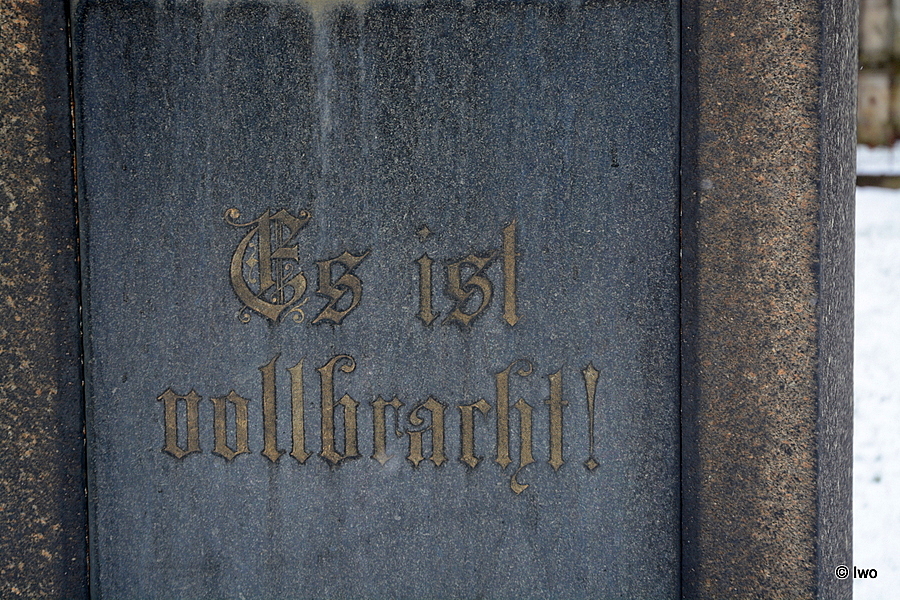 Es ist
vollbracht!
© Iwo